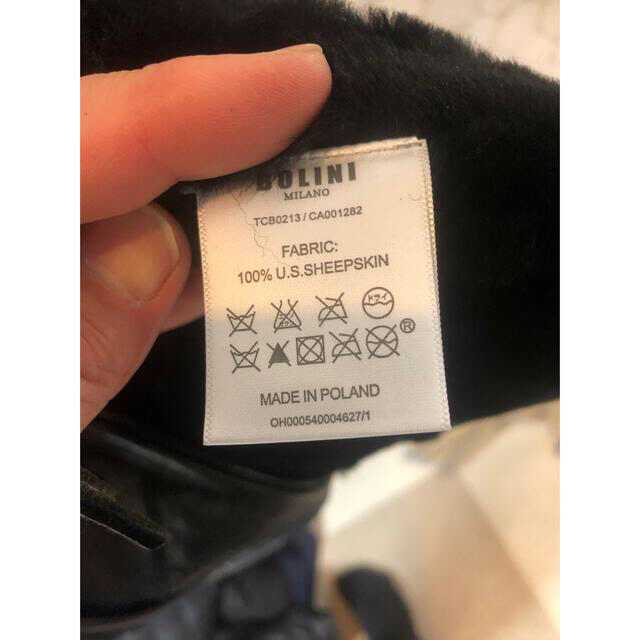 BOLINI
MILANO
TCB0213 / CA001282
FABRIC:
100% U.S.SHEEPSKIN
ドライ
®
MADE IN POLAND
OH000540004627/1